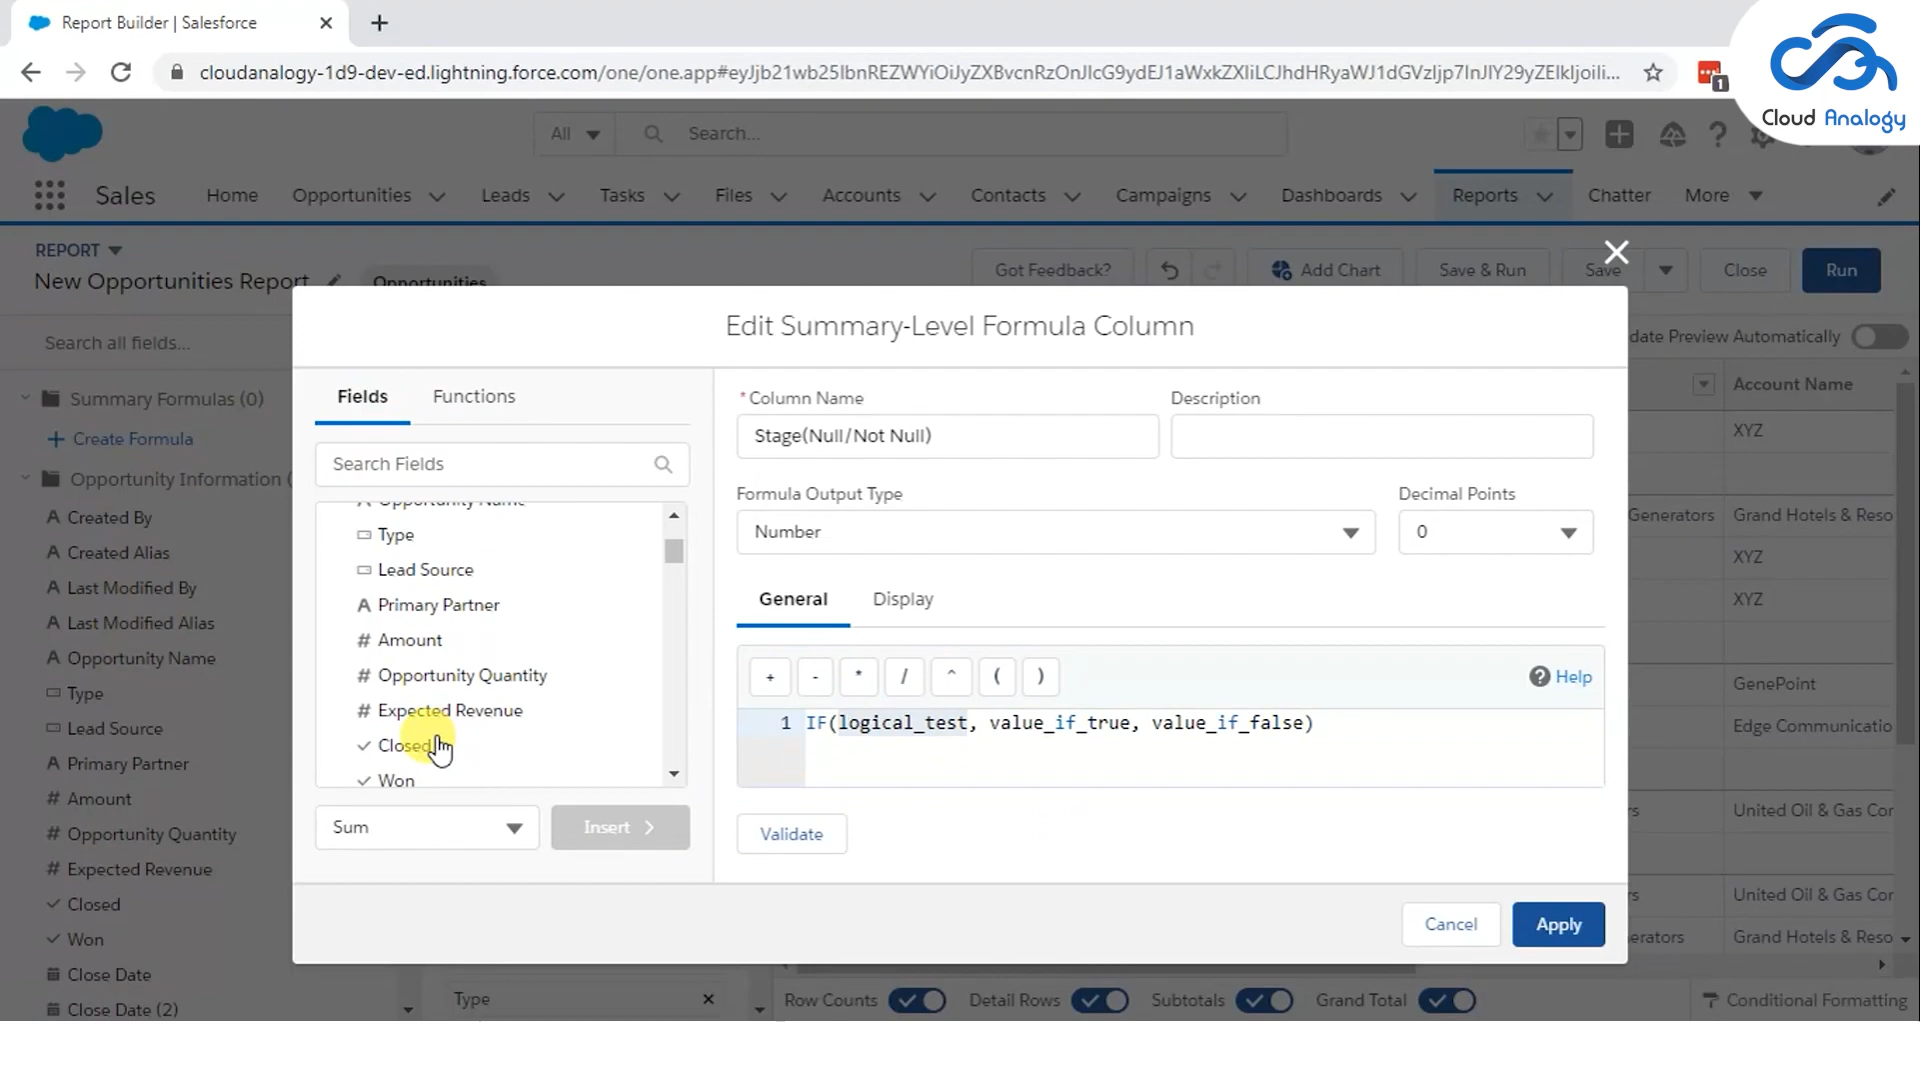 Report Builder | Salesforce
cloudanalogy-1d9-dev-ed.lightning.force.com/one/one.app#
1
Cloud Analogy
All
Search...
Sales
Home
Opportunities
Leads
Tasks
Files
Accounts
Contacts
Campaigns
Dashboards
Reports
Chatter
More
REPORT
New Opportunities Report
Opportunities
Got Feedback?
Add Chart
Save & Run
Save
Close
Run
Search all fields...
date Preview Automatically
Summary Formulas (0)
Create Formula
Opportunity Information (
Created By
Created Alias
Last Modified By
Last Modified Alias
Opportunity Name
Type
Lead Source
Primary Partner
Amount
Opportunity Quantity
Expected Revenue
Closed
Won
Close Date
Close Date (2)
Edit Summary-Level Formula Column
Fields
Functions
Search Fields
Opportunity Name
Type
Lead Source
Primary Partner
Amount
Opportunity Quantity
Expected Revenue
Closed
Won
Sum
Insert
* Column Name
Stage(Null/Not Null)
Description
Formula Output Type
Number
Decimal Points
0
General
Display
+ - * / ^ ( )
Help
1 IF(logical_test, value_if_true, value_if_false)
Validate
Cancel
Apply
Account Name
XYZ
Generators
Grand Hotels & Reso
XYZ
XYZ
GenePoint
Edge Communicatio
United Oil & Gas Cor
United Oil & Gas Cor
erators
Grand Hotels & Reso
Type
Row Counts
Detail Rows
Subtotals
Grand Total
Conditional Formatting